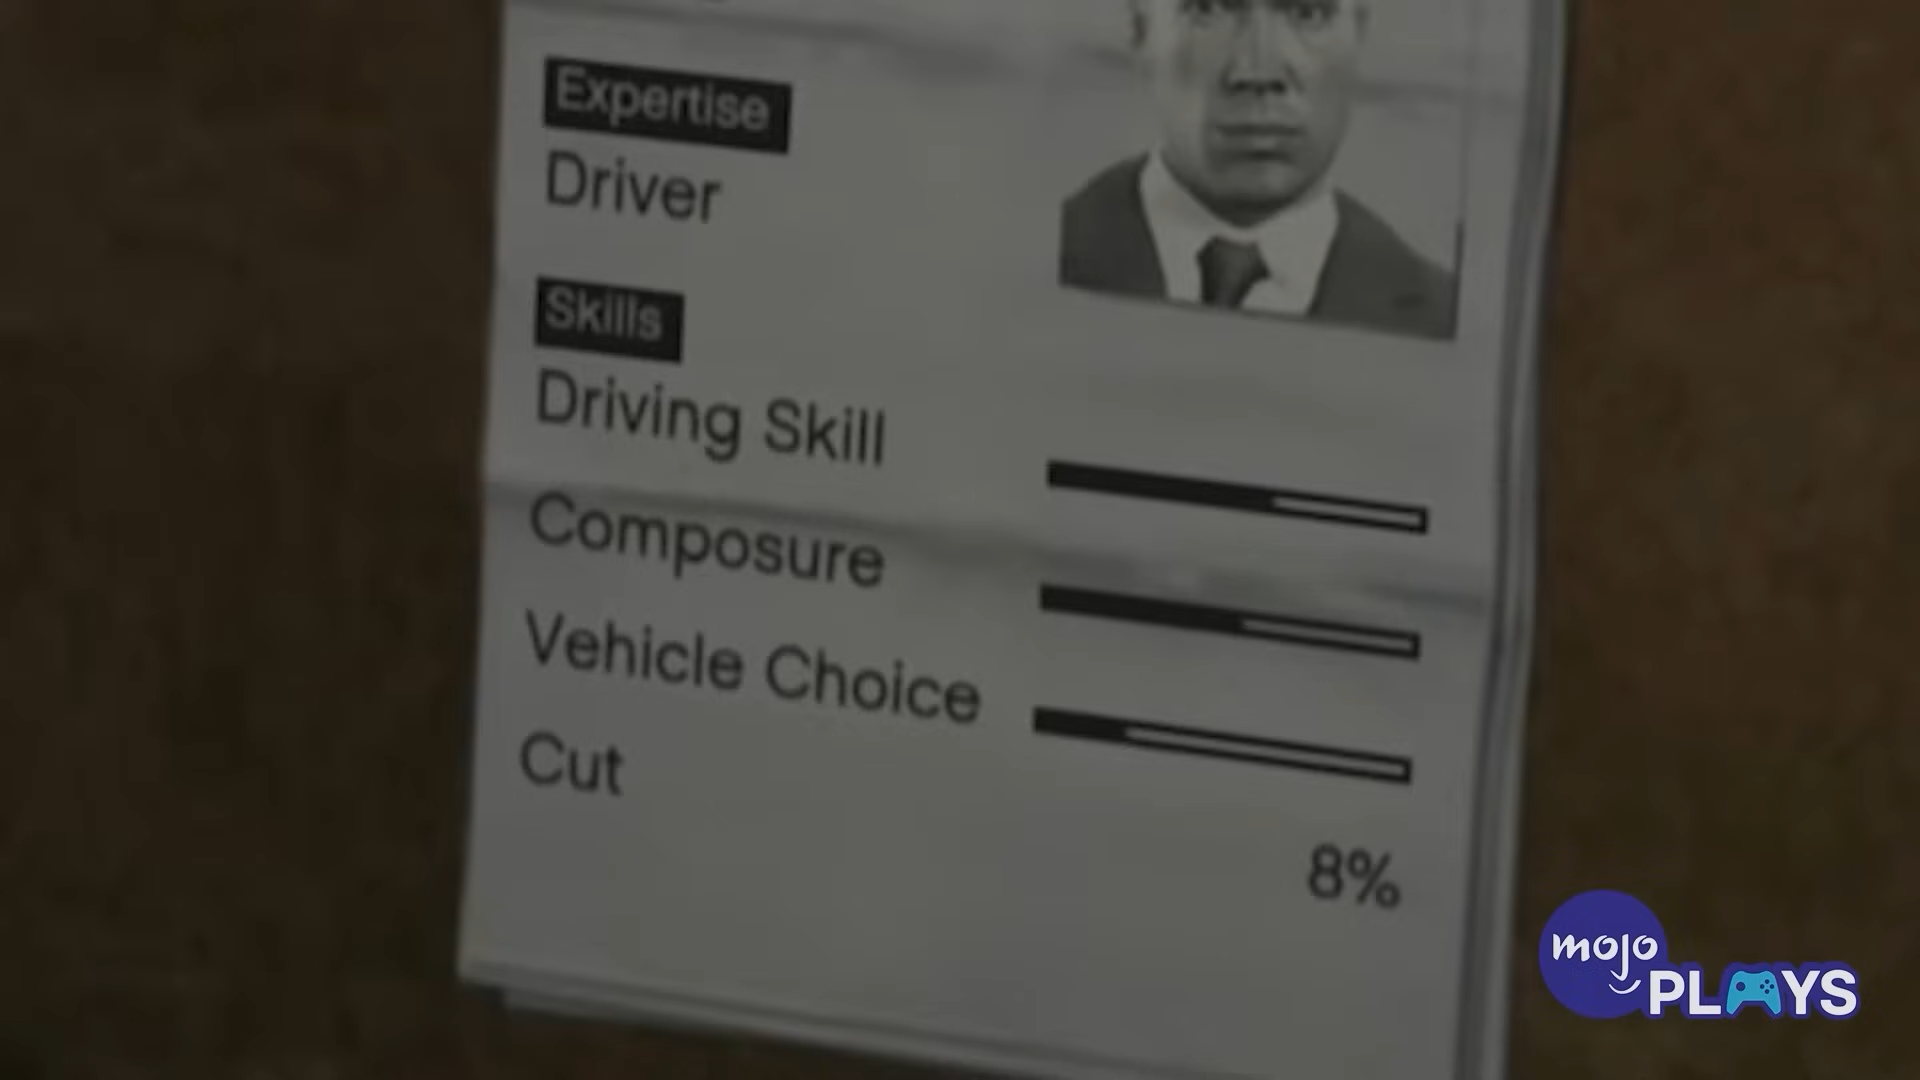 Expertise
Driver
Skills
Driving Skill
Composure
Vehicle Choice
Cut
8%
mojo
PLAYS